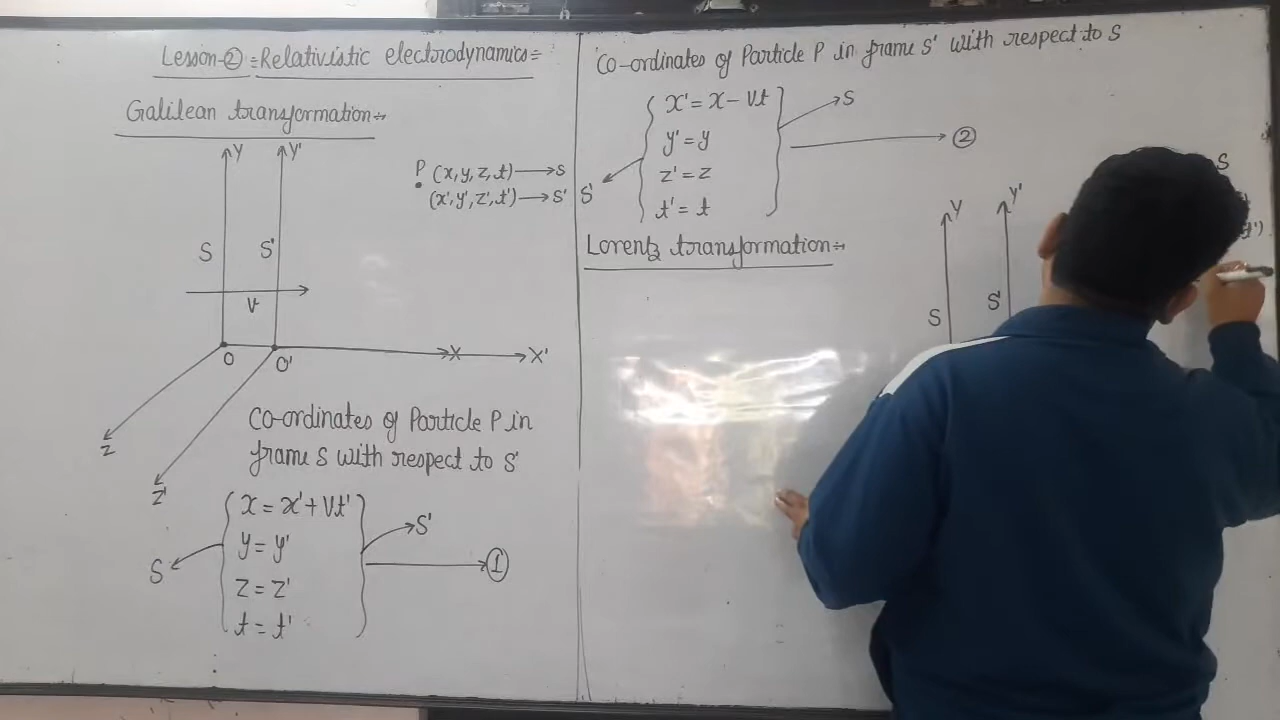 Lesson-② :- Relativistic electrodynamics :-
Galilean transformation :-
Y Y'
P (x, y, z, t) → S
(x', y', z', t') → S'
S S'
V
O O' X X'
Z
Z'
Co-ordinates of Particle P in
frame S with respect to S'
x = x' + Vt'
y = y'
z = z'
t = t'
S
S'
①
Co-ordinates of Particle P in frame S' with respect to S
x' = x - Vt
y' = y
z' = z
t' = t
S'
S
②
Lorentz transformation :-
Y Y'
S S'
S